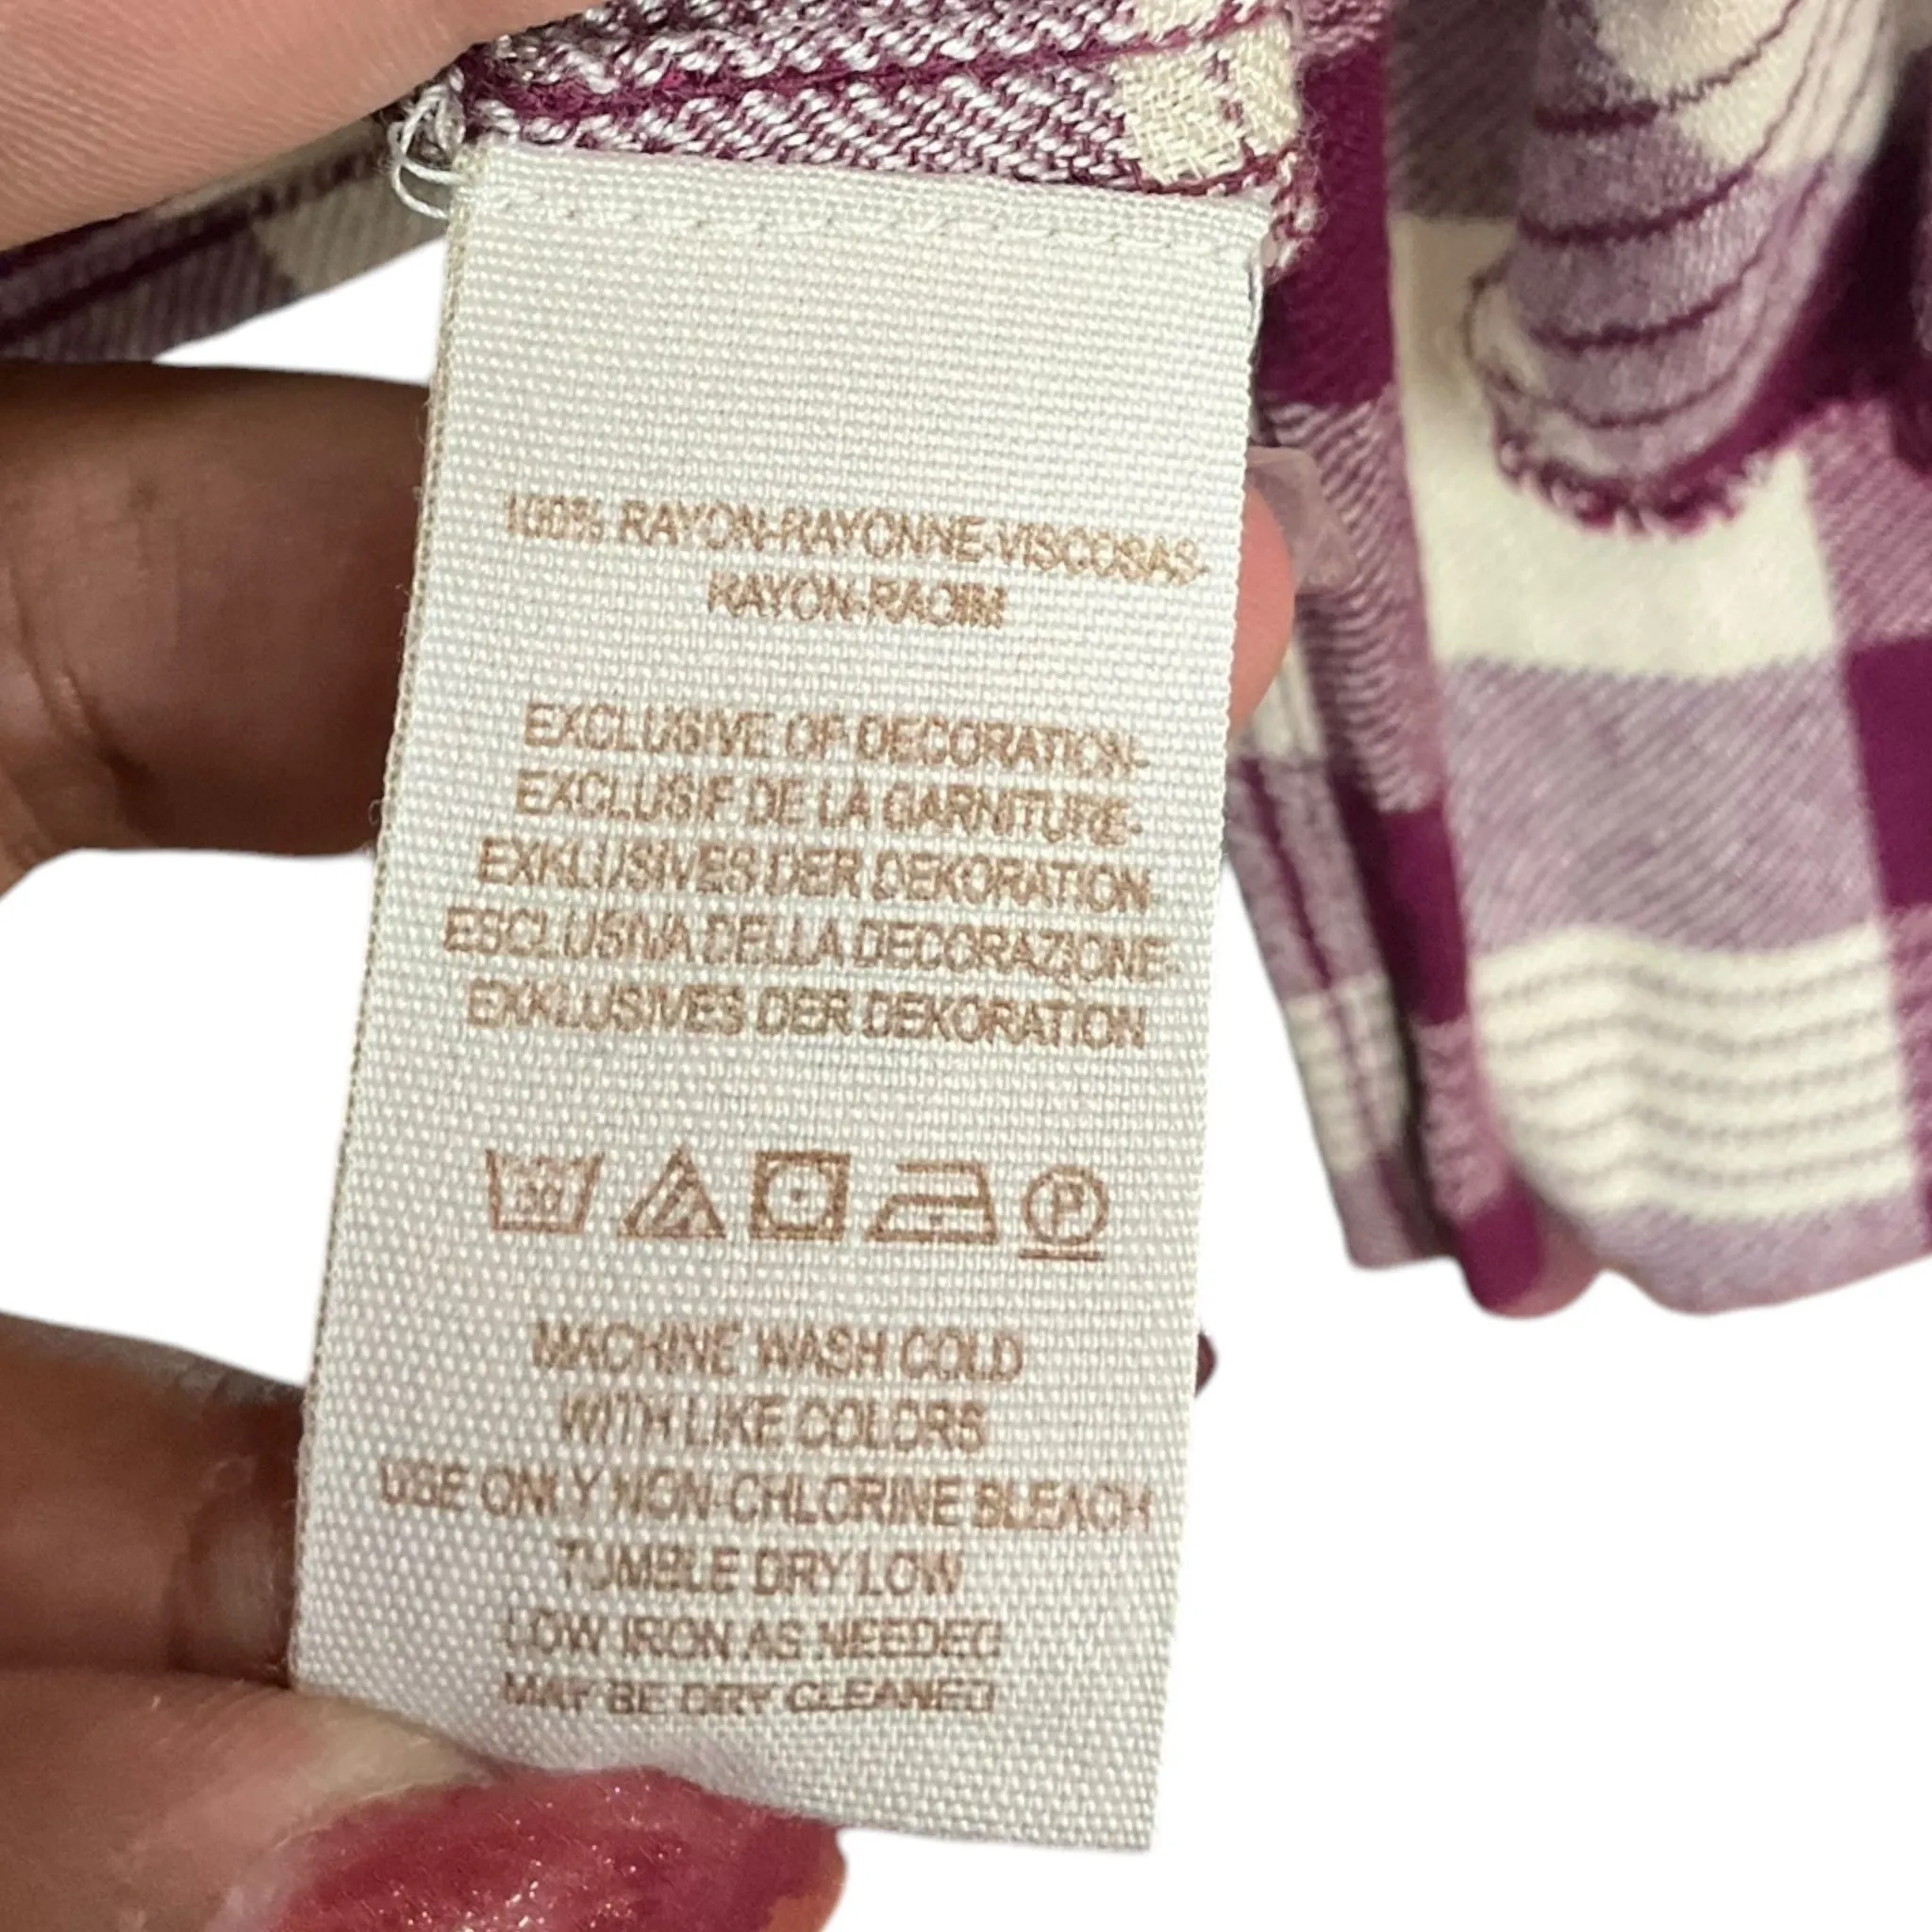 100% RAYON-RAYONNE-VISCOSAS-
RAYON-RAOIM
EXCLUSIVE OF DECORATION-
EXCLUSIF DE LA GARNITURE-
EXKLUSIVES DER DEKORATION
ESCLUSIVA DELLA DECORAZIONE-
EXKLUSIVES DER DEKORATION
30 P
MACHINE WASH COLD
WITH LIKE COLORS
USE ONLY NON-CHLORINE BLEACH
TUMBLE DRY LOW
LOW IRON AS NEEDED
MAY BE DRY CLEANED